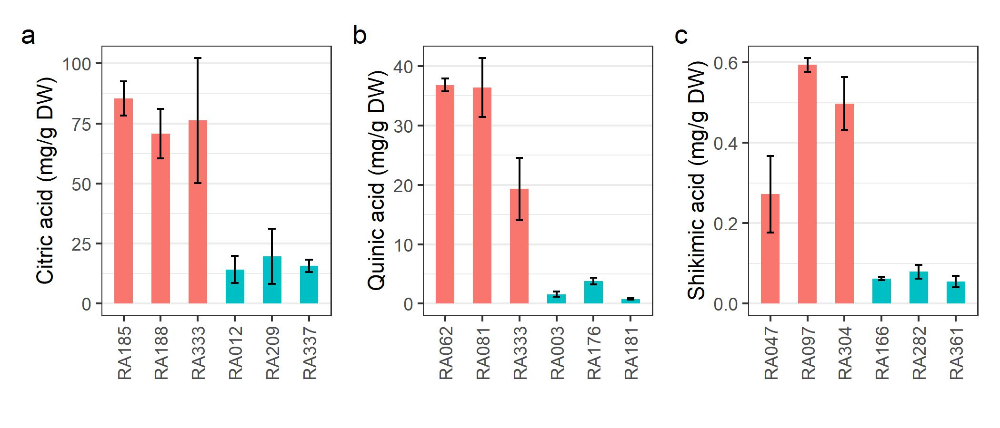 a
Citric acid (mg/g DW)
100
75
50
25
0
RA185
RA188
RA333
RA012
RA209
RA337
b
Quinic acid (mg/g DW)
40
30
20
10
0
RA062
RA081
RA333
RA003
RA176
RA181
c
Shikimic acid (mg/g DW)
0.6
0.4
0.2
0.0
RA047
RA097
RA304
RA166
RA282
RA361